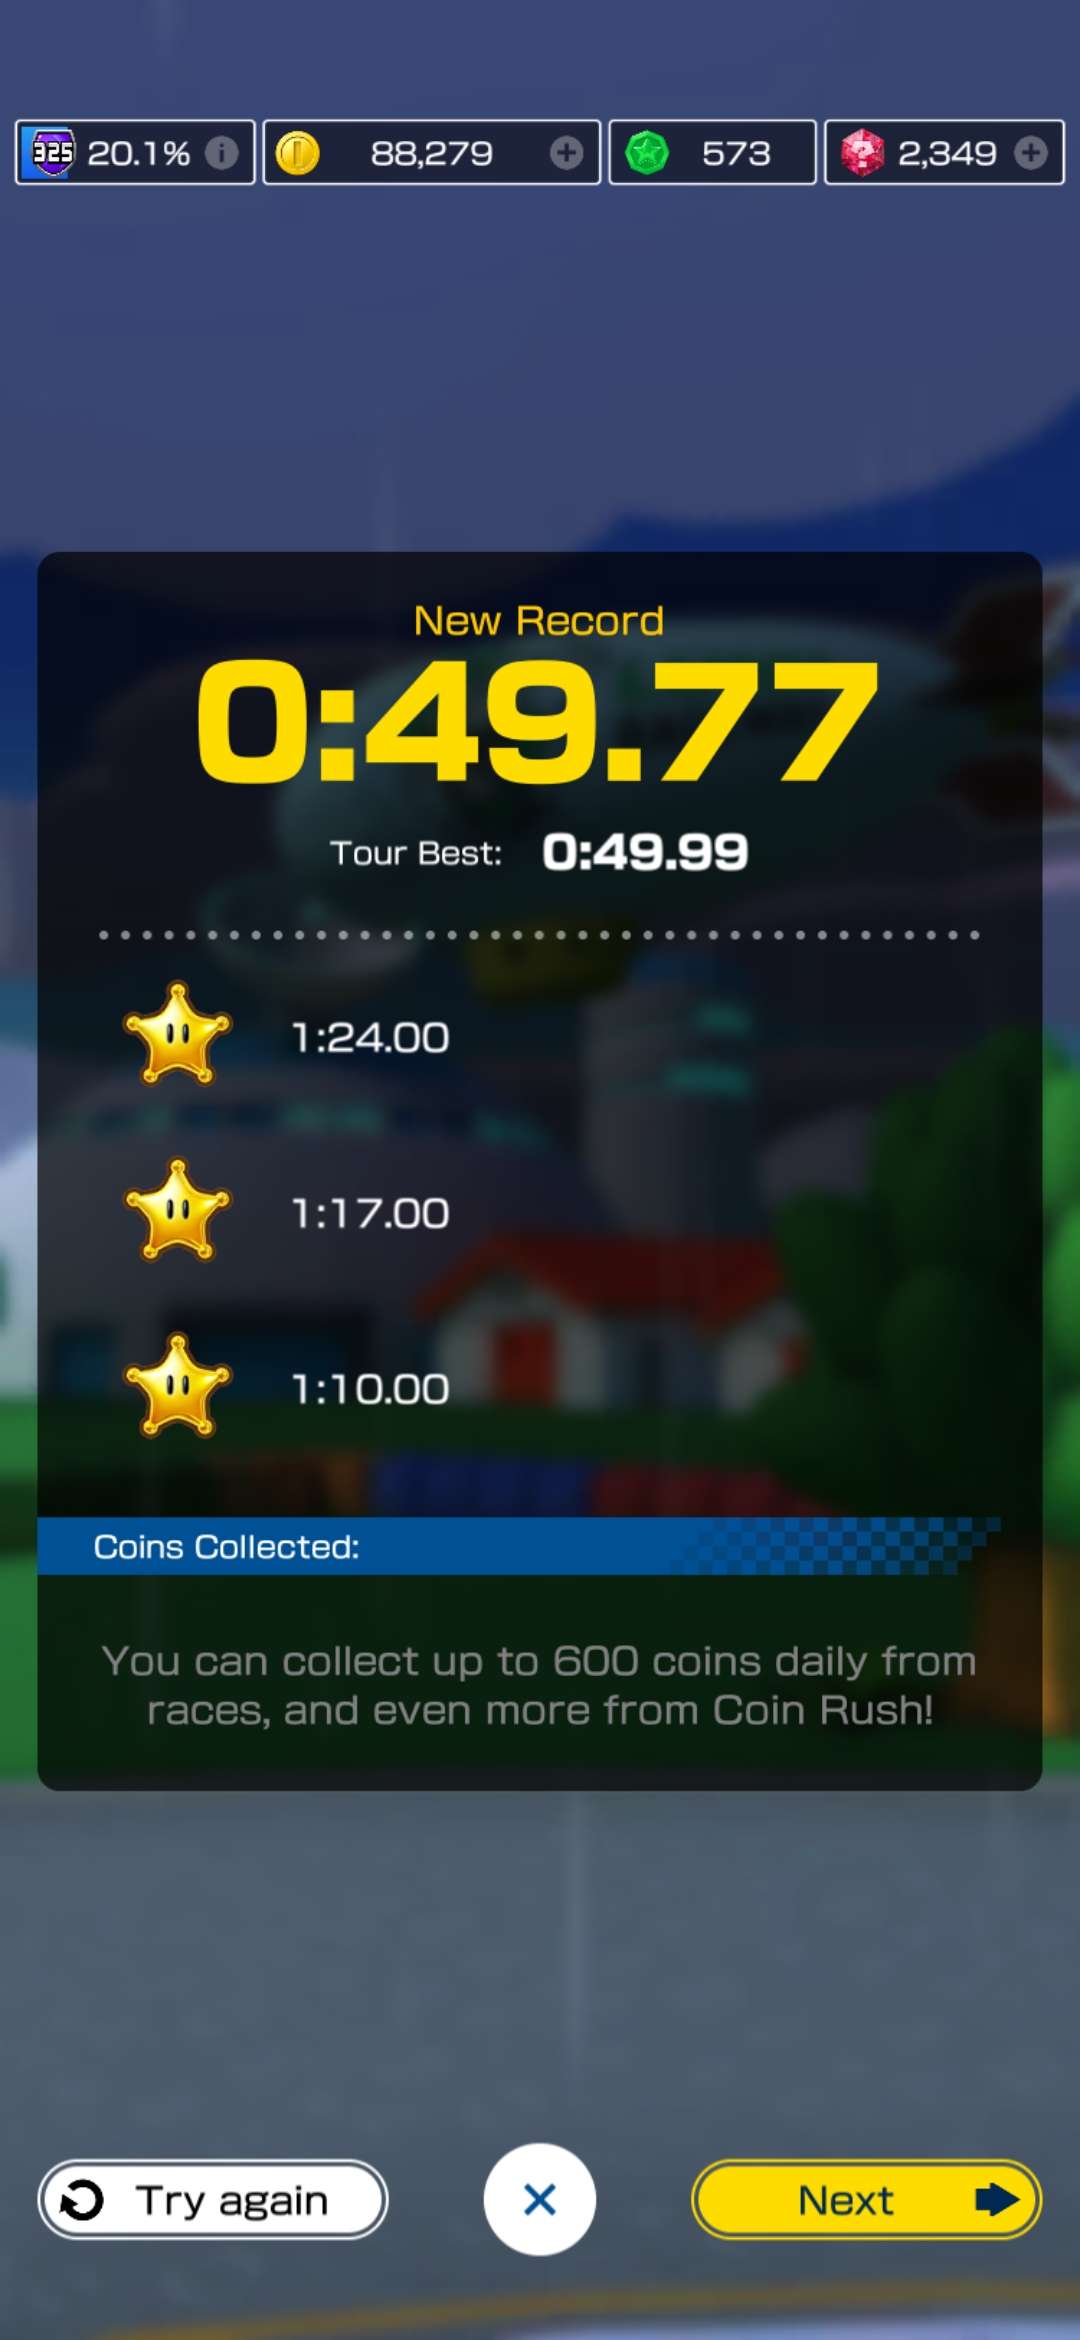 325 20.1% i 88,279 + 573 ? 2,349 +
New Record
0:49.77
Tour Best: 0:49.99
1:24.00
1:17.00
1:10.00
Coins Collected:
You can collect up to 600 coins daily from
races, and even more from Coin Rush!
Try again × Next